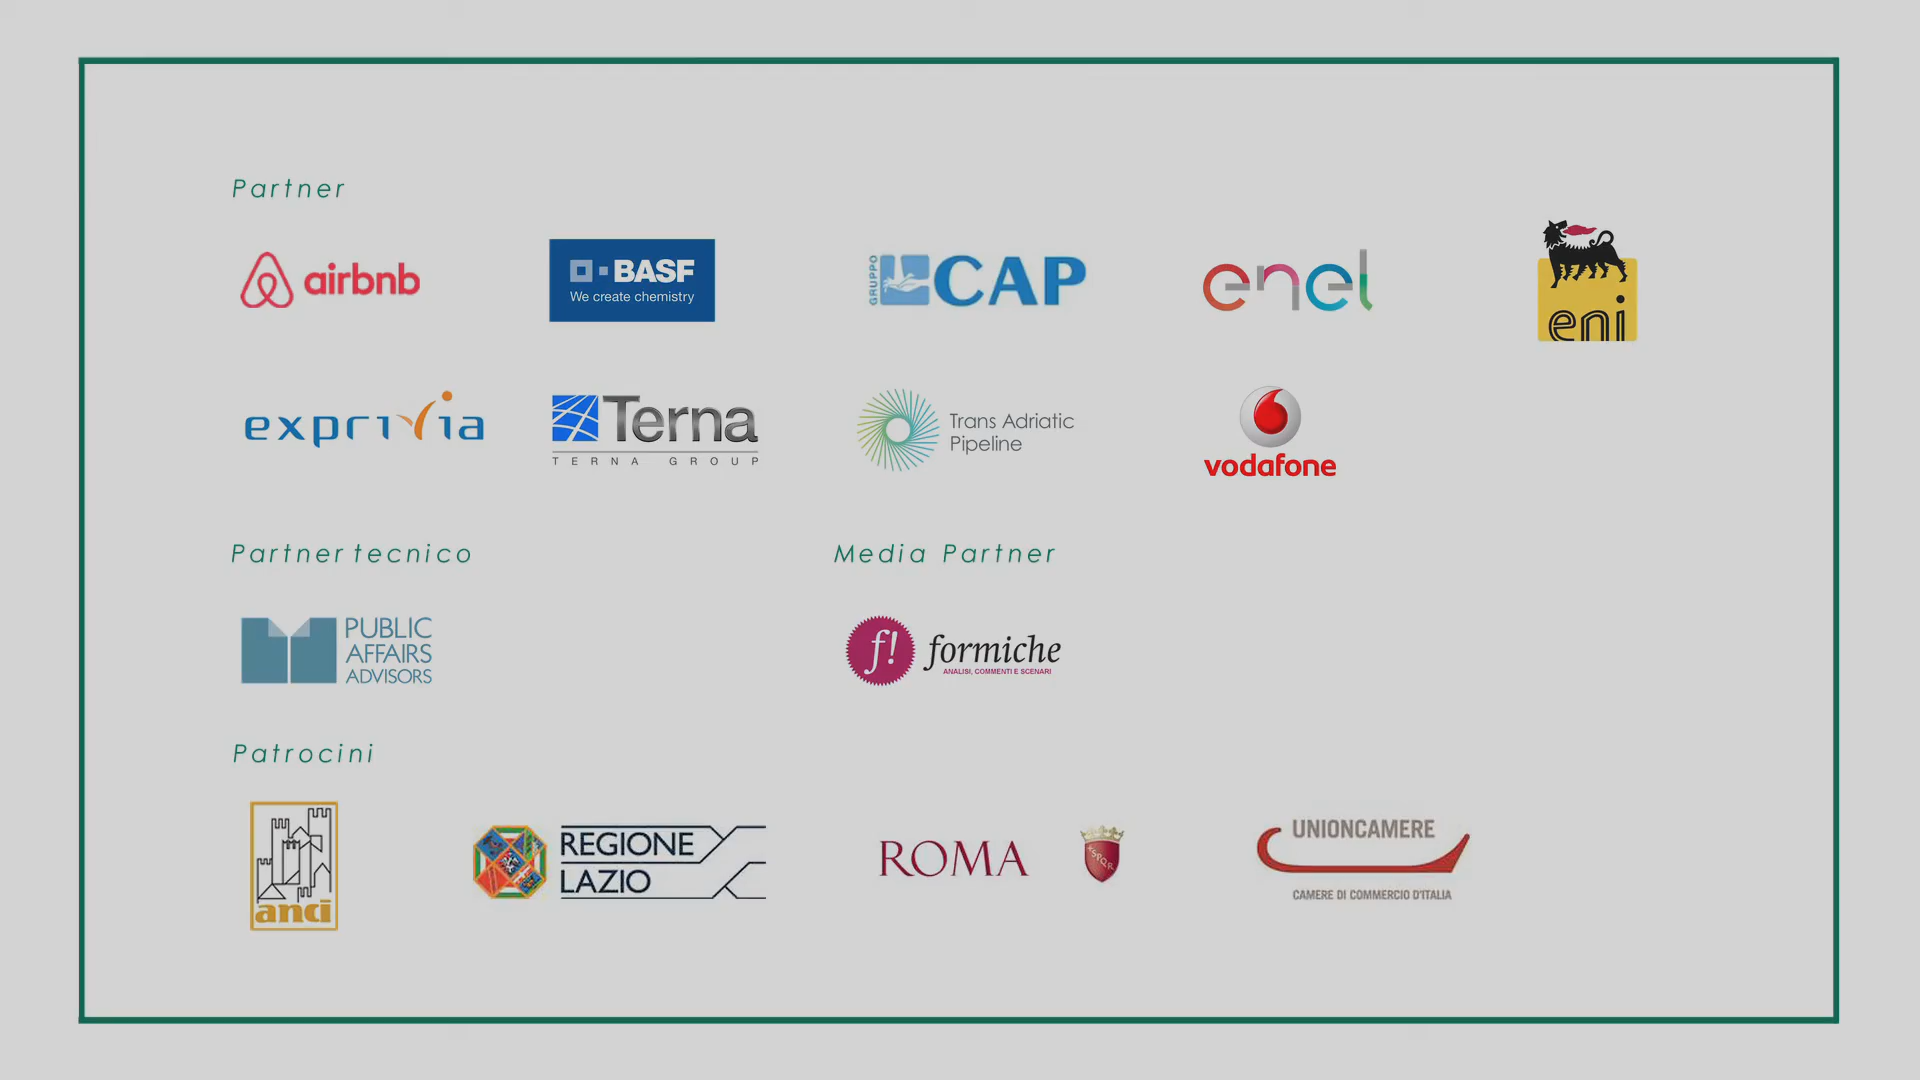 Partner
airbnb
BASF
We create chemistry
GRUPPO
CAP
enel
eni
exprivia
Terna
TERNA GROUP
Trans Adriatic
Pipeline
vodafone
Partner tecnico
PUBLIC
AFFAIRS
ADVISORS
Media Partner
f!
formiche
ANALISI, COMMENTI E SCENARI
Patrocini
anci
REGIONE
LAZIO
ROMA
SPQR
UNIONCAMERE
CAMERE DI COMMERCIO D'ITALIA